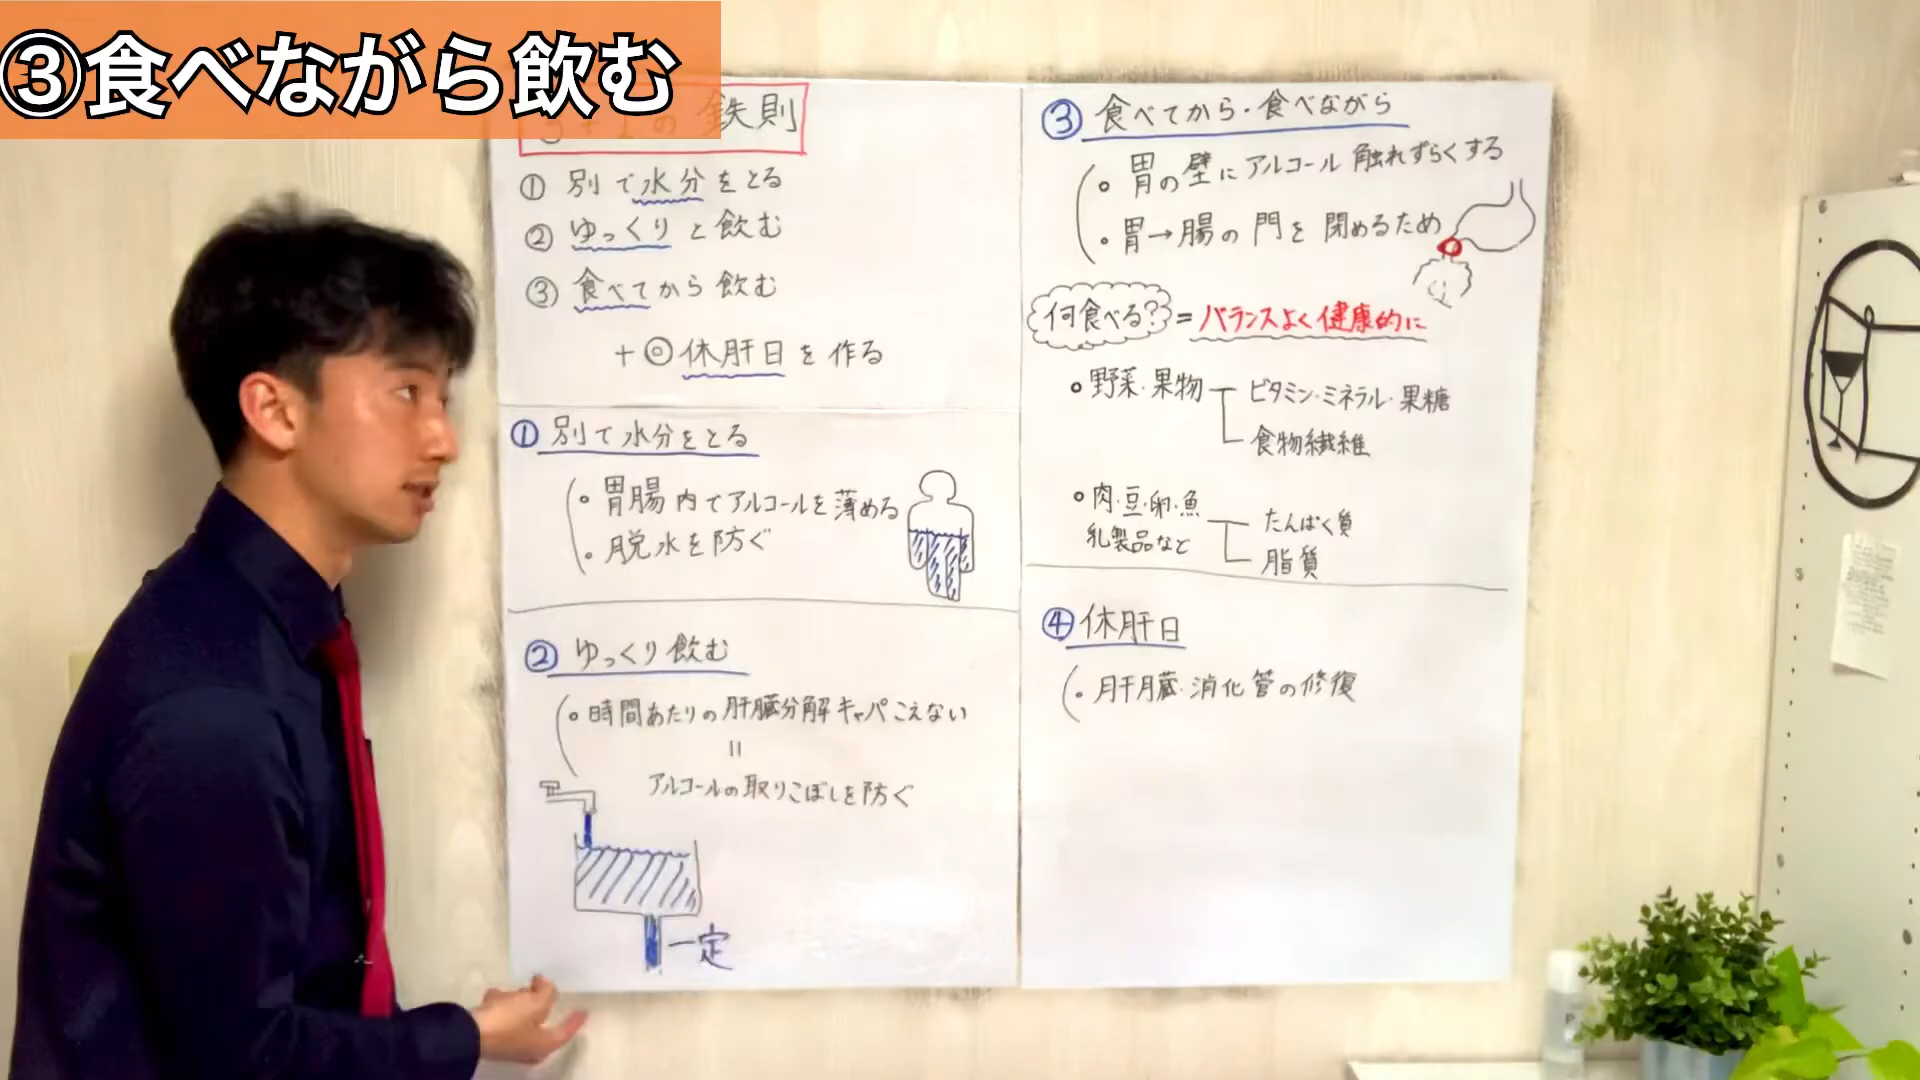 ③食べながら飲む
3+1の鉄則
① 別で水分をとる
② ゆっくりと飲む
③ 食べてから飲む
+◎休肝日を作る
① 別で水分をとる
・胃腸内でアルコールを薄める
・脱水を防ぐ
② ゆっくり飲む
・時間あたりの肝臓分解キャパこえない
=
アルコールの取りこぼしを防ぐ
一定
③ 食べてから・食べながら
・胃の壁にアルコール触れずらくする
・胃→腸の門を閉めるため
何食べる?=バランスよく健康的に
・野菜・果物
ビタミン・ミネラル・果糖
食物繊維
・肉・豆・卵・魚
乳製品など
たんぱく質
脂質
④ 休肝日
・肝臓・消化管の修復